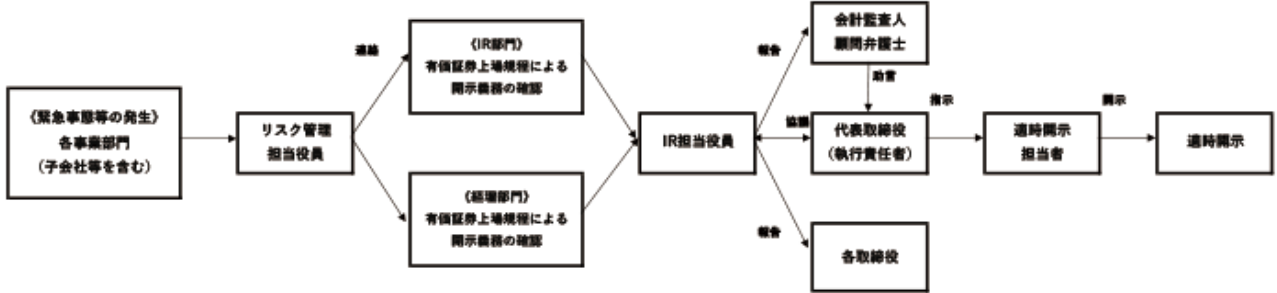 《緊急事態等の発生》
各事業部門
（子会社等を含む）
リスク管理
担当役員
連絡
《IR部門》
有価証券上場規程による
開示義務の確認
《経理部門》
有価証券上場規程による
開示義務の確認
IR担当役員
報告
会計監査人
顧問弁護士
助言
協議
代表取締役
（執行責任者）
報告
各取締役
指示
適時開示
担当者
開示
適時開示